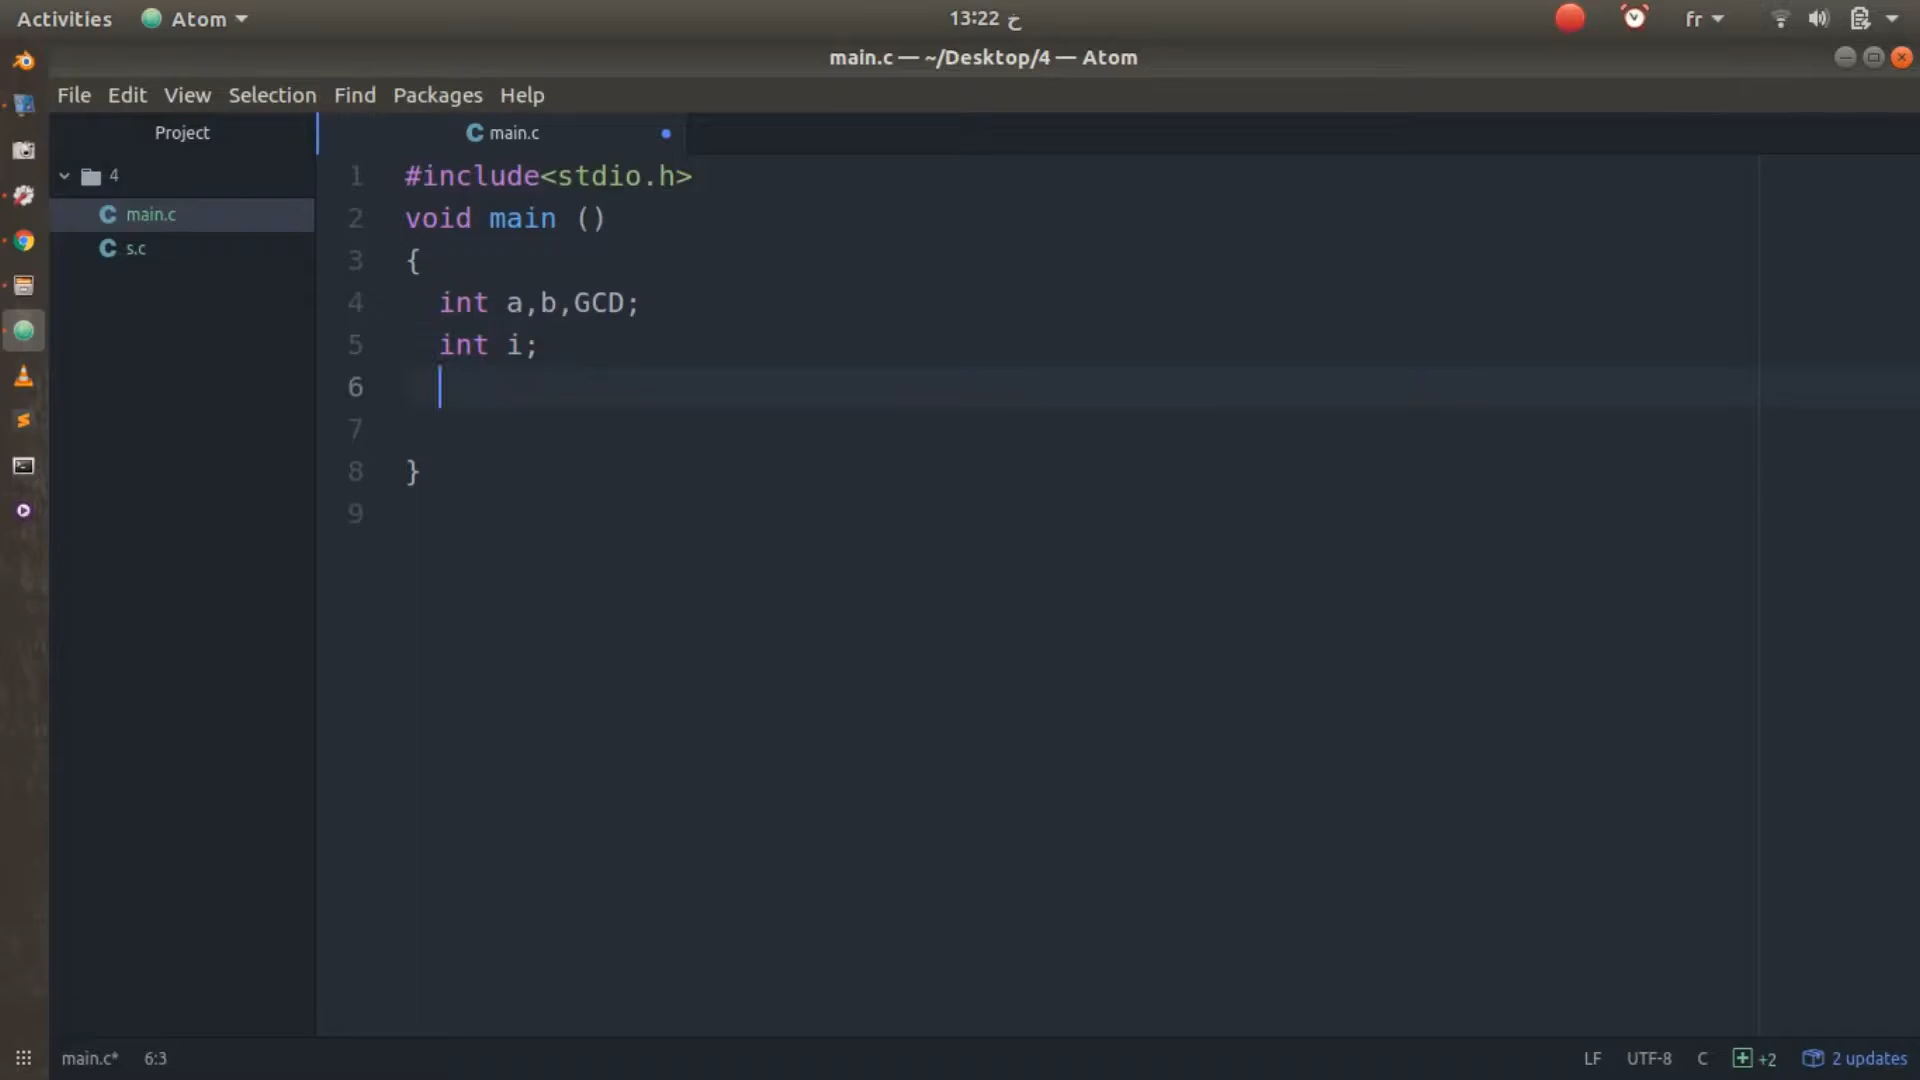 Activities Atom خ 13:22 fr
main.c — ~/Desktop/4 — Atom
File Edit View Selection Find Packages Help
Project
main.c
4
main.c
s.c
1 #include<stdio.h>
2 void main ()
3 {
4 int a,b,GCD;
5 int i;
6
7
8 }
9
main.c* 6:3 LF UTF-8 C +2 2 updates